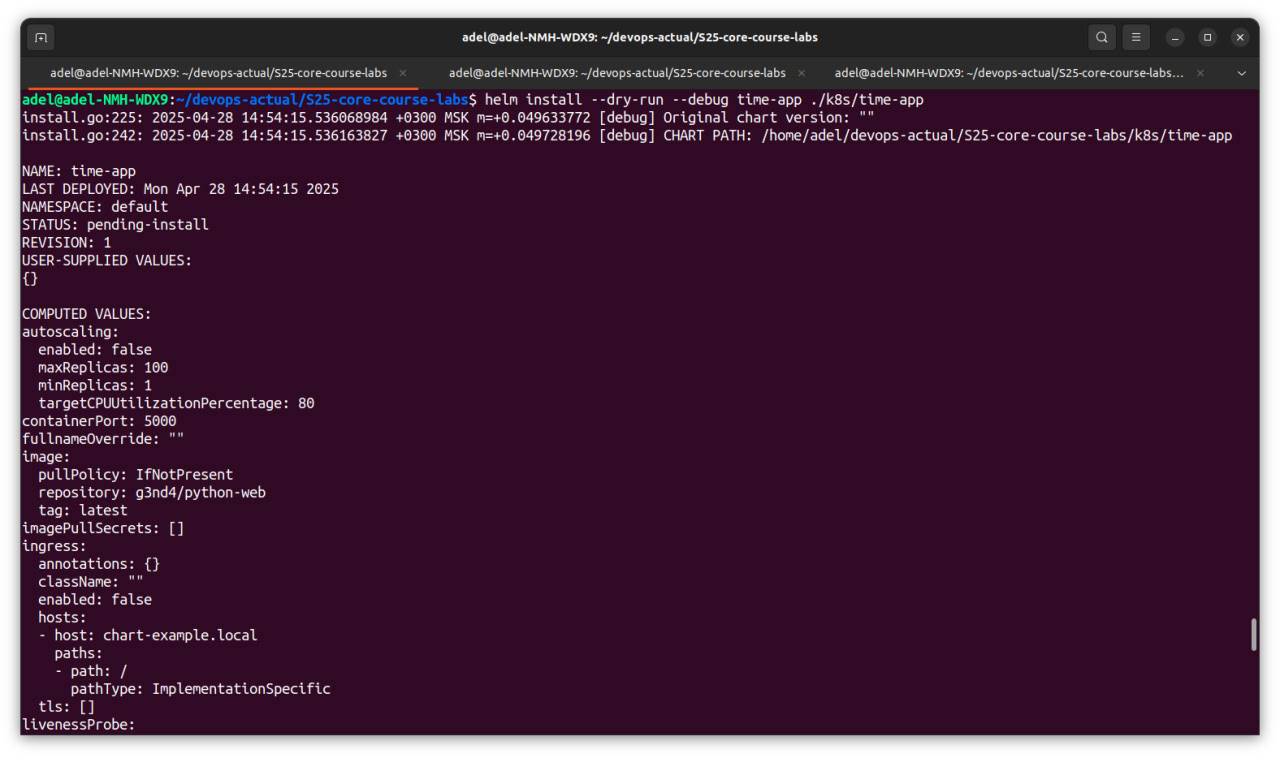 adel@adel-NMH-WDX9: ~/devops-actual/S25-core-course-labs
adel@adel-NMH-WDX9: ~/devops-actual/S25-core-course-labs
adel@adel-NMH-WDX9: ~/devops-actual/S25-core-course-labs
adel@adel-NMH-WDX9: ~/devops-actual/S25-core-course-labs...
adel@adel-NMH-WDX9:~/devops-actual/S25-core-course-labs$ helm install --dry-run --debug time-app ./k8s/time-app
install.go:225: 2025-04-28 14:54:15.536068984 +0300 MSK m=+0.049633772 [debug] Original chart version: ""
install.go:242: 2025-04-28 14:54:15.536163827 +0300 MSK m=+0.049728196 [debug] CHART PATH: /home/adel/devops-actual/S25-core-course-labs/k8s/time-app
NAME: time-app
LAST DEPLOYED: Mon Apr 28 14:54:15 2025
NAMESPACE: default
STATUS: pending-install
REVISION: 1
USER-SUPPLIED VALUES:
{}
COMPUTED VALUES:
autoscaling:
  enabled: false
  maxReplicas: 100
  minReplicas: 1
  targetCPUUtilizationPercentage: 80
containerPort: 5000
fullnameOverride: ""
image:
  pullPolicy: IfNotPresent
  repository: g3nd4/python-web
  tag: latest
imagePullSecrets: []
ingress:
  annotations: {}
  className: ""
  enabled: false
  hosts:
  - host: chart-example.local
    paths:
    - path: /
      pathType: ImplementationSpecific
  tls: []
livenessProbe: